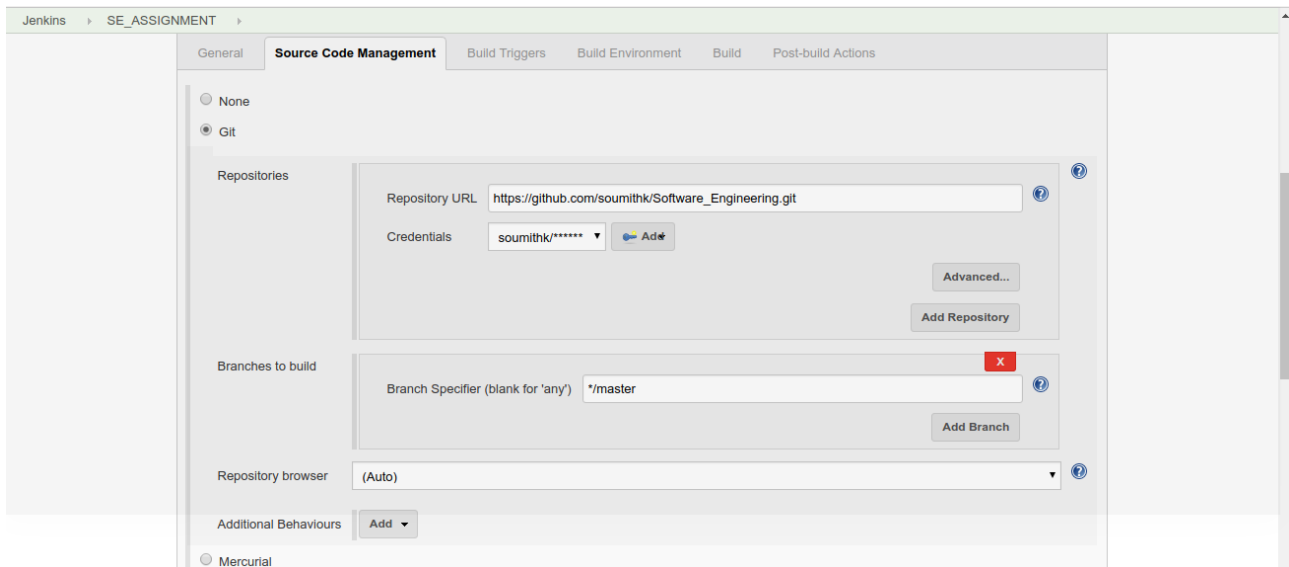 Jenkins SE_ASSIGNMENT
General Source Code Management Build Triggers Build Environment Build Post-build Actions
None
Git
Repositories
Repository URL https://github.com/soumithk/Software_Engineering.git
Credentials soumithk/****** Add
Advanced...
Add Repository
Branches to build
X
Branch Specifier (blank for 'any') */master
Add Branch
Repository browser (Auto)
Additional Behaviours Add
Mercurial